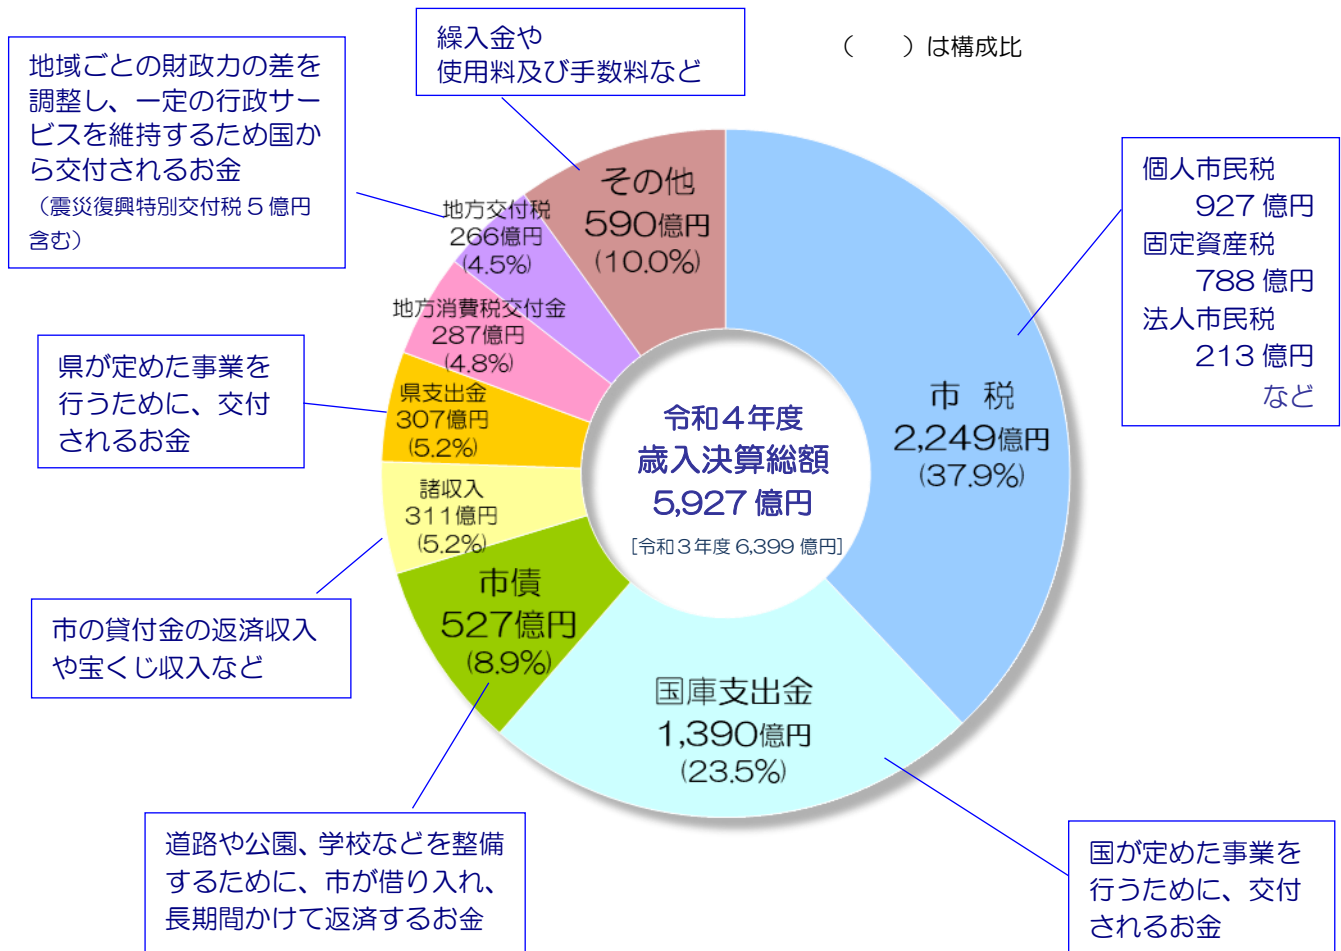 （　　）は構成比
繰入金や
使用料及び手数料など
地域ごとの財政力の差を
調整し、一定の行政サー
ビスを維持するため国か
ら交付されるお金
（震災復興特別交付税５億円
含む）
個人市民税
927 億円
固定資産税
788 億円
法人市民税
213 億円
など
その他
590億円
(10.0%)
地方交付税
266億円
(4.5%)
地方消費税交付金
287億円
(4.8%)
県が定めた事業を
行うために、交付
されるお金
県支出金
307億円
(5.2%)
市 税
2,249億円
(37.9%)
令和４年度
歳入決算総額
5,927 億円
[令和３年度 6,399 億円]
諸収入
311億円
(5.2%)
市債
527億円
(8.9%)
市の貸付金の返済収入
や宝くじ収入など
国庫支出金
1,390億円
(23.5%)
道路や公園、学校などを整備
するために、市が借り入れ、
長期間かけて返済するお金
国が定めた事業を
行うために、交付
されるお金